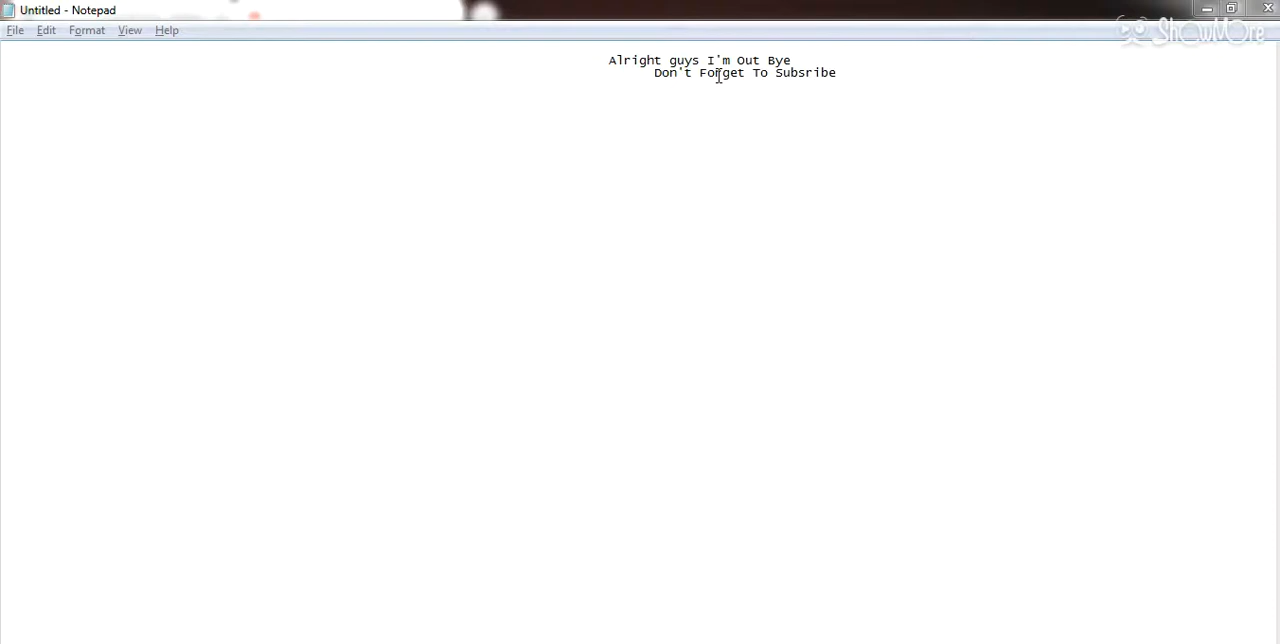 Untitled - Notepad
File Edit Format View Help
ShowMore
Alright guys I'm Out Bye
Don't Forget To Subsribe